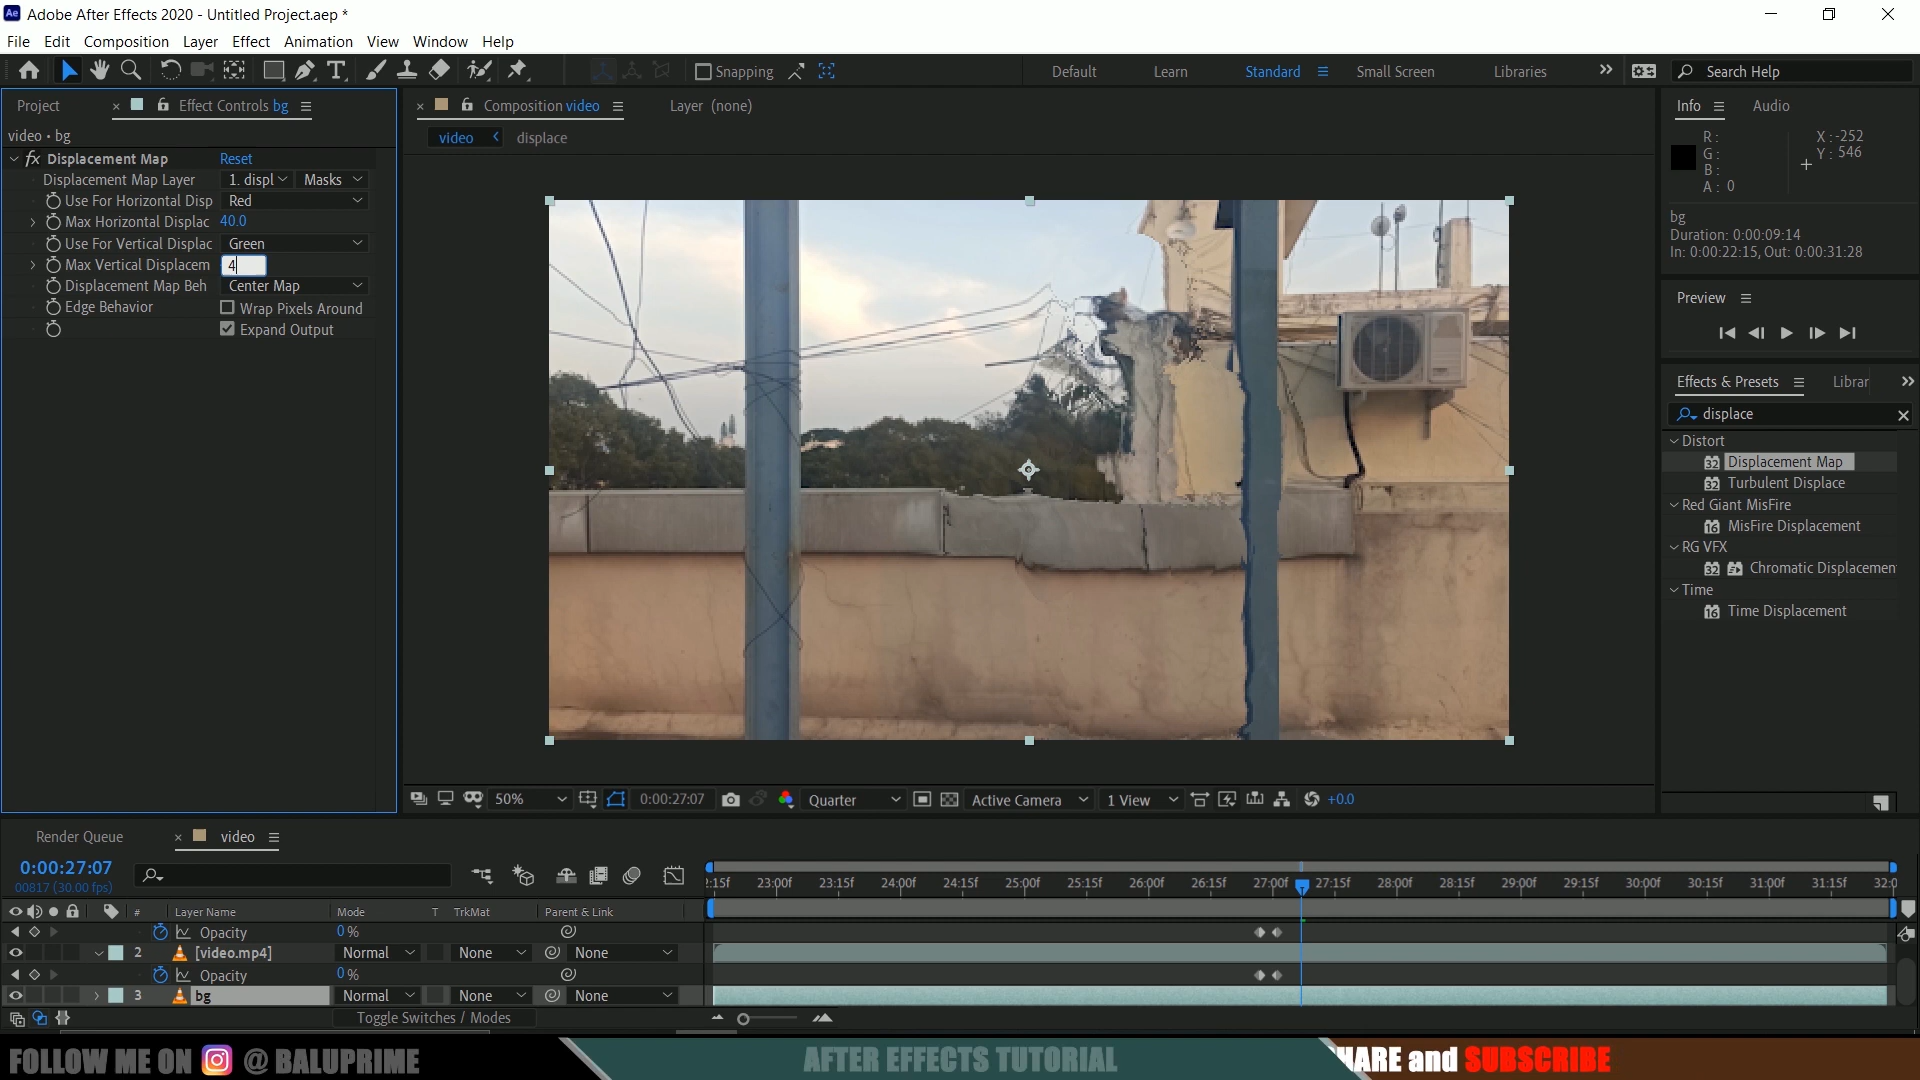 Adobe After Effects 2020 - Untitled Project.aep *
File Edit Composition Layer Effect Animation View Window Help
Snapping Default Learn Standard Small Screen Libraries Search Help
Project Effect Controls bg
Composition video Layer (none)
Info Audio
video • bg
video displace
fx Displacement Map Reset
Displacement Map Layer 1. displ Masks
Use For Horizontal Disp Red
Max Horizontal Displac 40.0
Use For Vertical Displac Green
Max Vertical Displacem 4
Displacement Map Beh Center Map
Edge Behavior Wrap Pixels Around
Expand Output
R :
G :
B :
A : 0
X : -252
Y : 546
bg
Duration: 0:00:09:14
In: 0:00:22:15, Out: 0:00:31:28
Preview
Effects & Presets Librar
displace
Distort
32 Displacement Map
32 Turbulent Displace
Red Giant MisFire
16 MisFire Displacement
RG VFX
32 Chromatic Displacemen
Time
16 Time Displacement
50% 0:00:27:07 Quarter Active Camera 1 View +0.0
Render Queue video
0:00:27:07
00817 (30.00 fps)
2:15f 23:00f 23:15f 24:00f 24:15f 25:00f 25:15f 26:00f 26:15f 27:00f 27:15f 28:00f 28:15f 29:00f 29:15f 30:00f 30:15f 31:00f 31:15f 32:0
# Layer Name Mode T TrkMat Parent & Link
Opacity 0 %
2 [video.mp4] Normal None None
Opacity 0 %
3 bg Normal None None
Toggle Switches / Modes
FOLLOW ME ON @ BALUPRIME
AFTER EFFECTS TUTORIAL
HARE and SUBSCRIBE